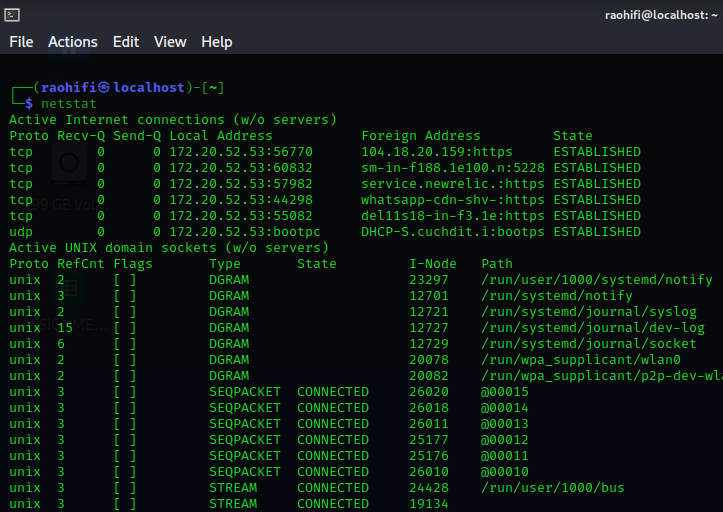 raohifi@localhost: ~
File Actions Edit View Help
┌──(raohifi㉿localhost)-[~]
└─$ netstat
Active Internet connections (w/o servers)
Proto Recv-Q Send-Q Local Address           Foreign Address         State
tcp        0      0 172.20.52.53:56770      104.18.20.159:https     ESTABLISHED
tcp        0      0 172.20.52.53:60832      sm-in-f188.1e100.n:5228 ESTABLISHED
tcp        0      0 172.20.52.53:57982      service.newrelic.:https ESTABLISHED
tcp        0      0 172.20.52.53:44298      whatsapp-cdn-shv-:https ESTABLISHED
tcp        0      0 172.20.52.53:55082      del11s18-in-f3.1e:https ESTABLISHED
udp        0      0 172.20.52.53:bootpc     DHCP-S.cuchdit.i:bootps ESTABLISHED
Active UNIX domain sockets (w/o servers)
Proto RefCnt Flags       Type       State         I-Node   Path
unix  2      [ ]         DGRAM                    23297    /run/user/1000/systemd/notify
unix  3      [ ]         DGRAM                    12701    /run/systemd/notify
unix  2      [ ]         DGRAM                    12721    /run/systemd/journal/syslog
unix  15     [ ]         DGRAM                    12727    /run/systemd/journal/dev-log
unix  6      [ ]         DGRAM                    12729    /run/systemd/journal/socket
unix  2      [ ]         DGRAM                    20078    /run/wpa_supplicant/wlan0
unix  2      [ ]         DGRAM                    20082    /run/wpa_supplicant/p2p-dev-wl
unix  3      [ ]         SEQPACKET  CONNECTED     26020    @00015
unix  3      [ ]         SEQPACKET  CONNECTED     26018    @00014
unix  3      [ ]         SEQPACKET  CONNECTED     26011    @00013
unix  3      [ ]         SEQPACKET  CONNECTED     25177    @00012
unix  3      [ ]         SEQPACKET  CONNECTED     25176    @00011
unix  3      [ ]         SEQPACKET  CONNECTED     26010    @00010
unix  3      [ ]         STREAM     CONNECTED     24428    /run/user/1000/bus
unix  3      [ ]         STREAM     CONNECTED     19134